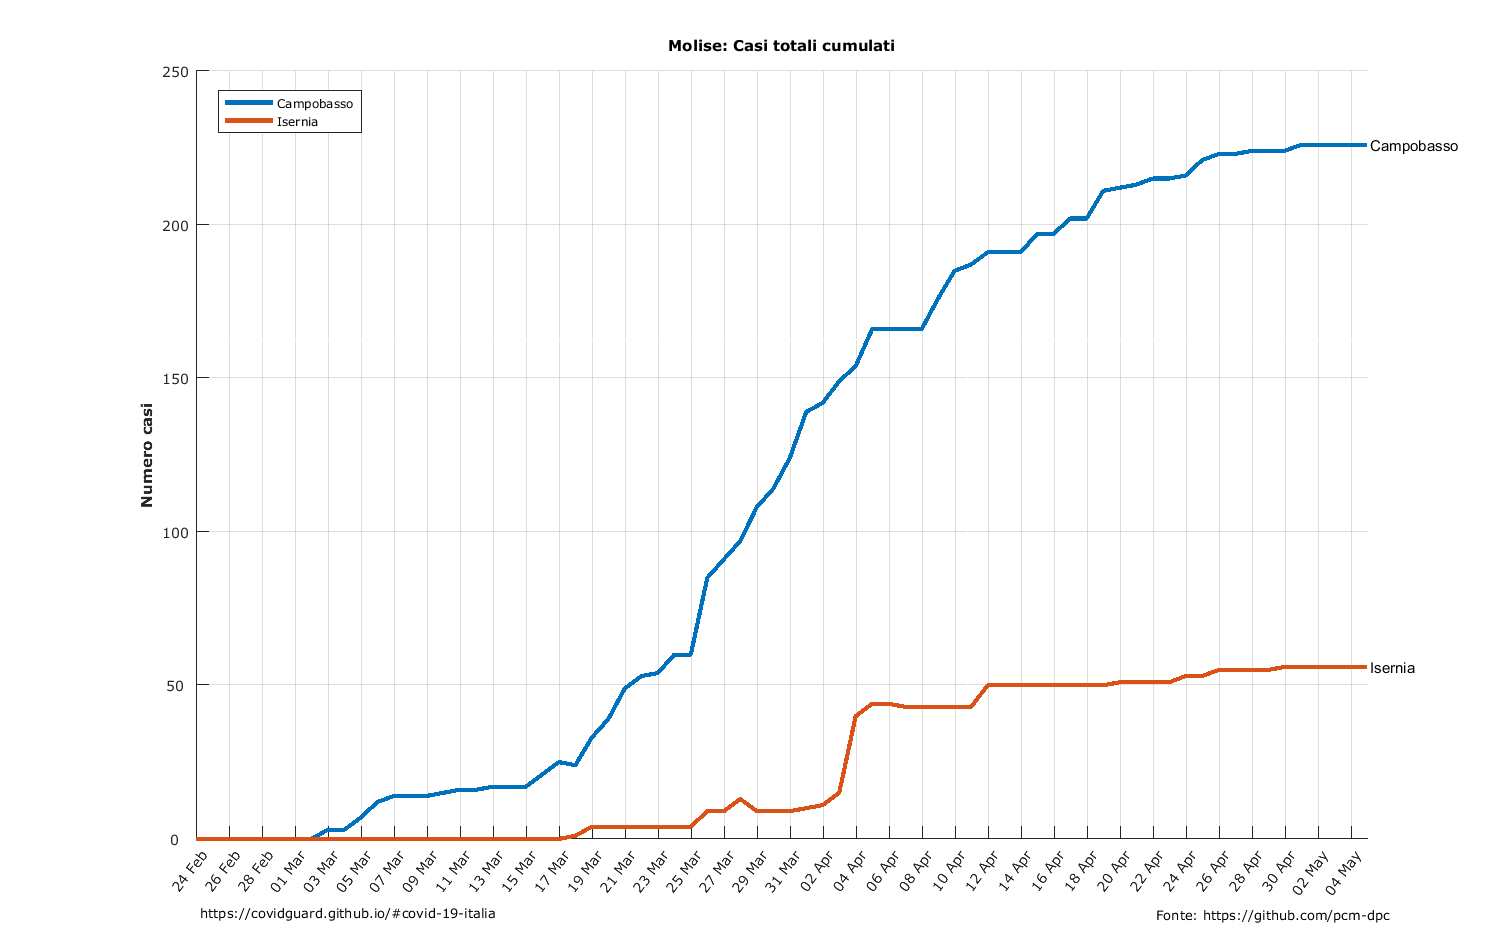 Molise: Casi totali cumulati
250
200
150
100
50
0
Numero casi
Campobasso
Isernia
Campobasso
Isernia
24 Feb
26 Feb
28 Feb
01 Mar
03 Mar
05 Mar
07 Mar
09 Mar
11 Mar
13 Mar
15 Mar
17 Mar
19 Mar
21 Mar
23 Mar
25 Mar
27 Mar
29 Mar
31 Mar
02 Apr
04 Apr
06 Apr
08 Apr
10 Apr
12 Apr
14 Apr
16 Apr
18 Apr
20 Apr
22 Apr
24 Apr
26 Apr
28 Apr
30 Apr
02 May
04 May
https://covidguard.github.io/#covid-19-italia
Fonte: https://github.com/pcm-dpc